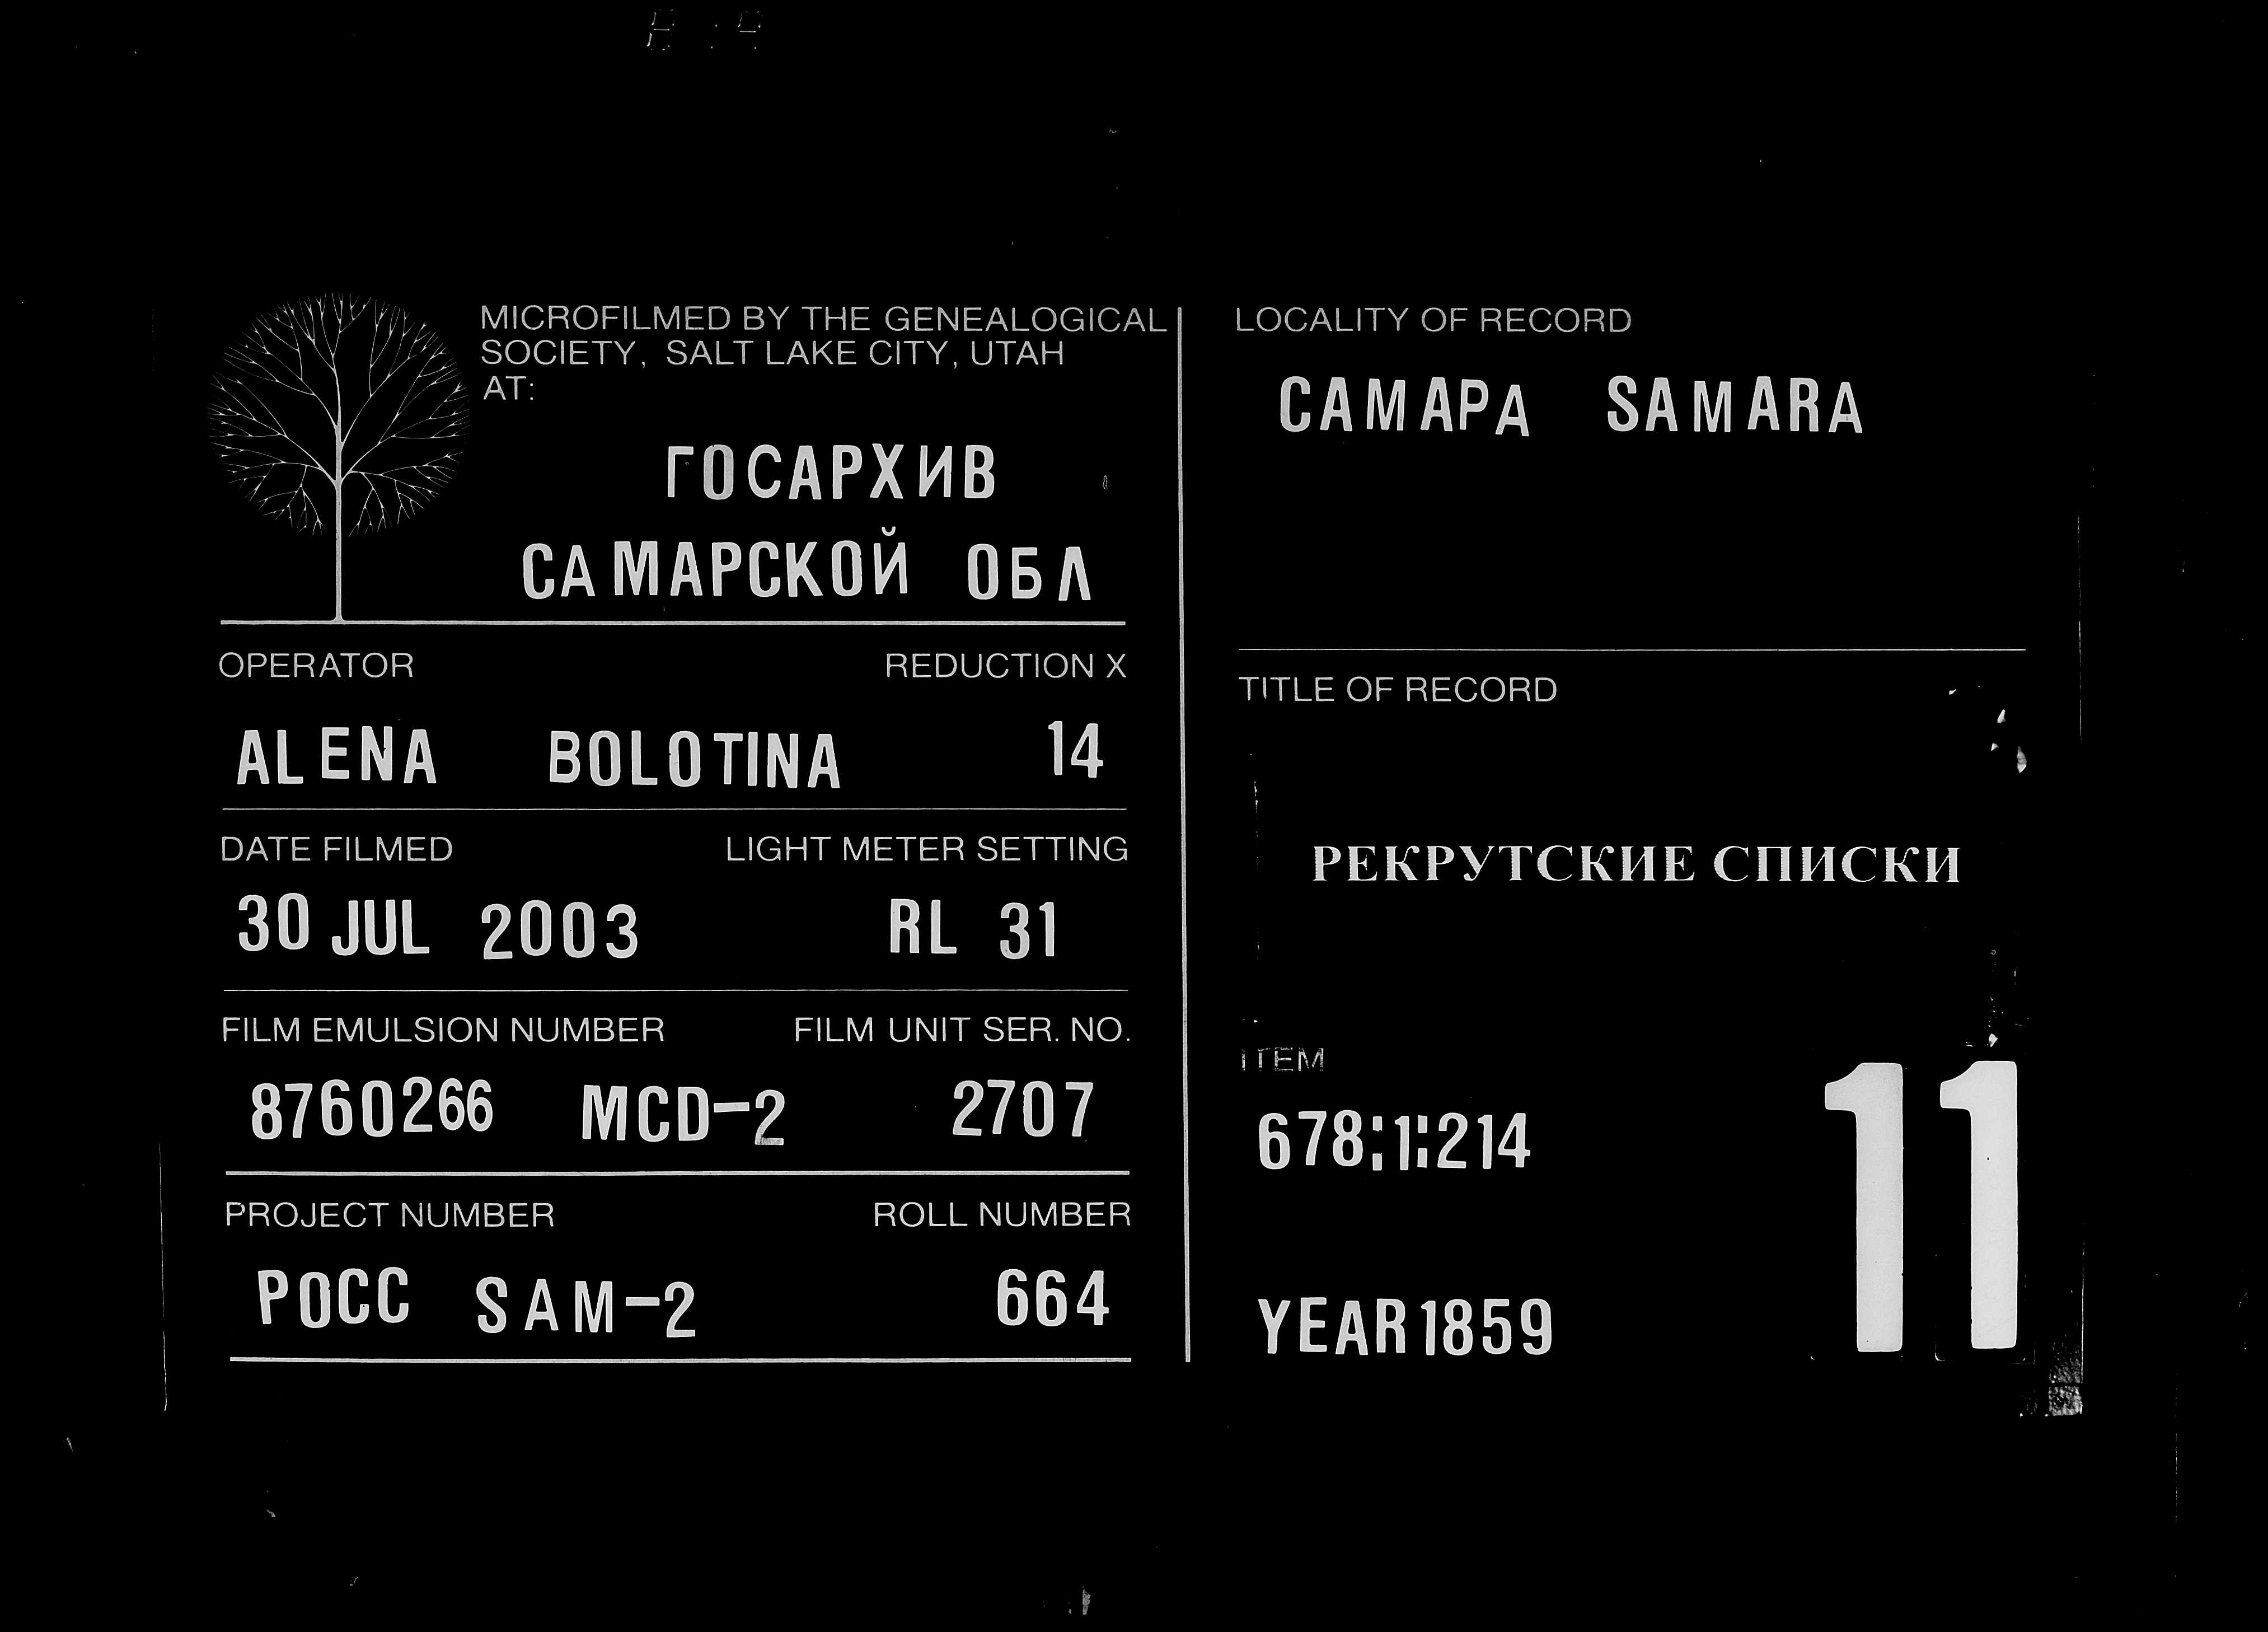 MICROFILMED BY THE GENEALOGICAL
SOCIETY, SALT LAKE CITY, UTAH
AT:
ГОСАРХИВ
САМАРСКОЙ ОБЛ
OPERATOR REDUCTION X
ALENA BOLOTINA 14
DATE FILMED LIGHT METER SETTING
30 JUL 2003 RL 31
FILM EMULSION NUMBER FILM UNIT SER. NO.
8760266 MCD-2 2707
PROJECT NUMBER ROLL NUMBER
РОСС SAM-2 664
LOCALITY OF RECORD
САМАРА SAMARA
TITLE OF RECORD
РЕКРУТСКИЕ СПИСКИ
ITEM
678:1:214
11
YEAR 1859